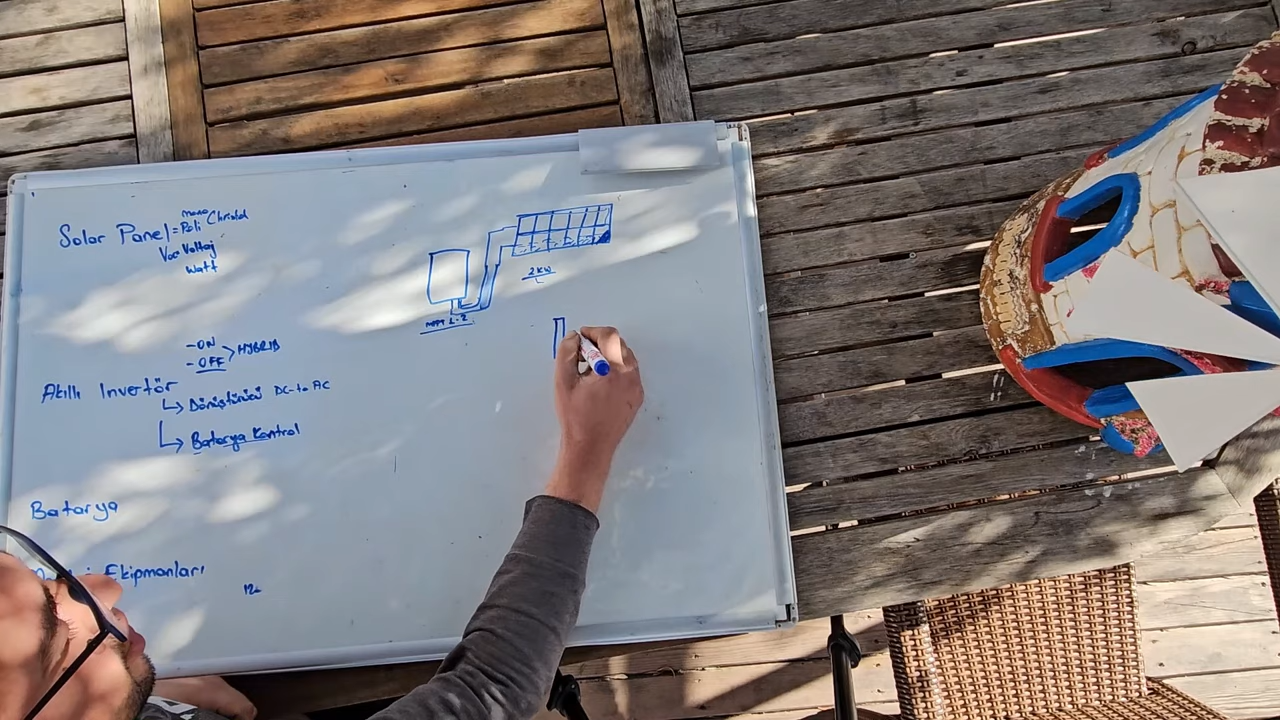 Solar Panel = mono Poli Christal
Voc Voltaj
Watt
-ON
-OFF > HYBRID
Akıllı Invertör
Dönüştürücü DC-to AC
Batarya Kontrol
Batarya
Ekipmanları
12
MPPT 1-2
2KW